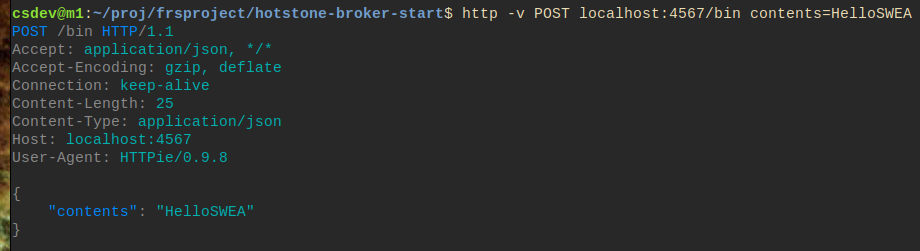 csdev@m1:~/proj/frsproject/hotstone-broker-start$ http -v POST localhost:4567/bin contents=HelloSWEA
POST /bin HTTP/1.1
Accept: application/json, */*
Accept-Encoding: gzip, deflate
Connection: keep-alive
Content-Length: 25
Content-Type: application/json
Host: localhost:4567
User-Agent: HTTPie/0.9.8

{
    "contents": "HelloSWEA"
}